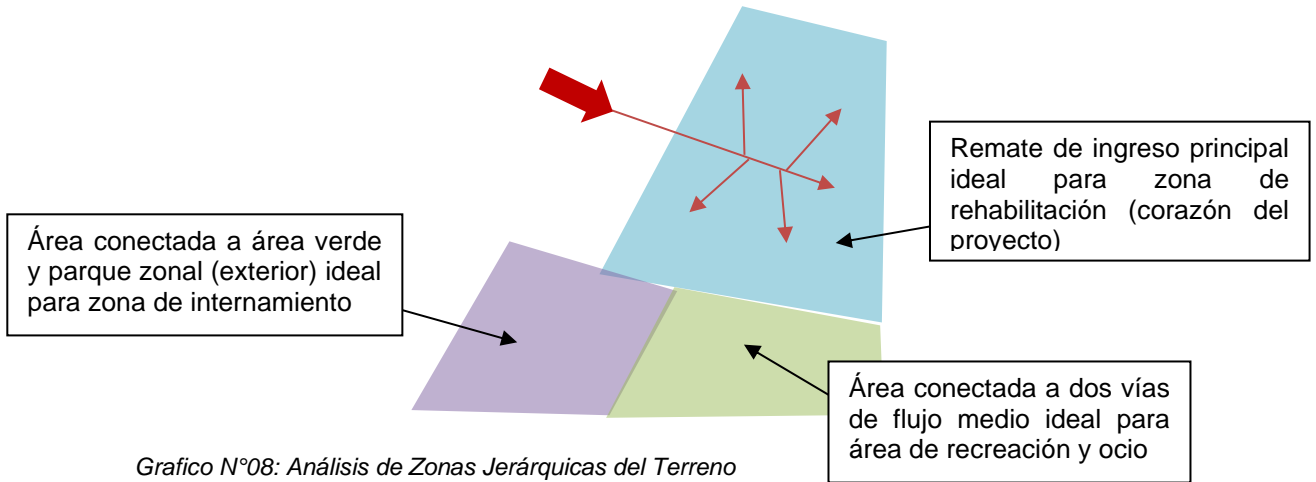 Remate de ingreso principal
ideal para zona de
rehabilitación (corazón del
proyecto)
Área conectada a área verde
y parque zonal (exterior) ideal
para zona de internamiento
Área conectada a dos vías
de flujo medio ideal para
área de recreación y ocio
Grafico N°08: Análisis de Zonas Jerárquicas del Terreno